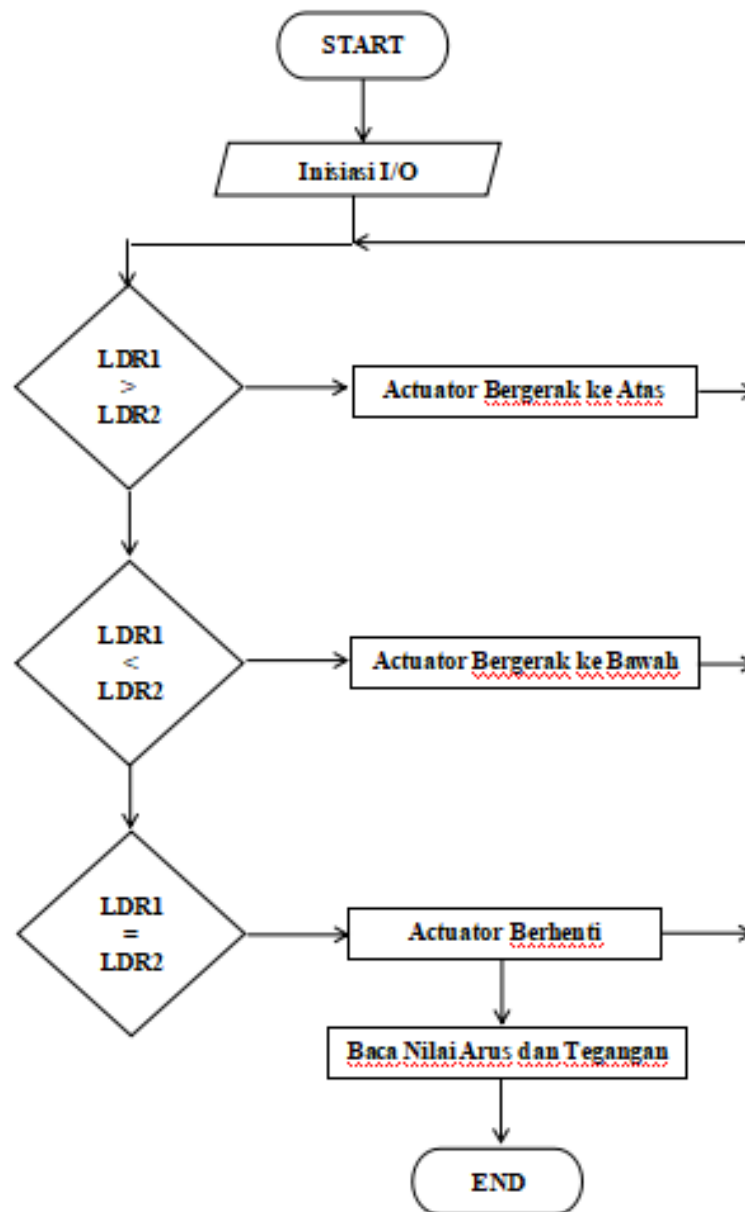 START
Inisiasi I/O
LDR1
>
LDR2
Actuator Bergerak ke Atas
LDR1
<
LDR2
Actuator Bergerak ke Bawah
LDR1
=
LDR2
Actuator Berhenti
Baca Nilai Arus dan Tegangan
END